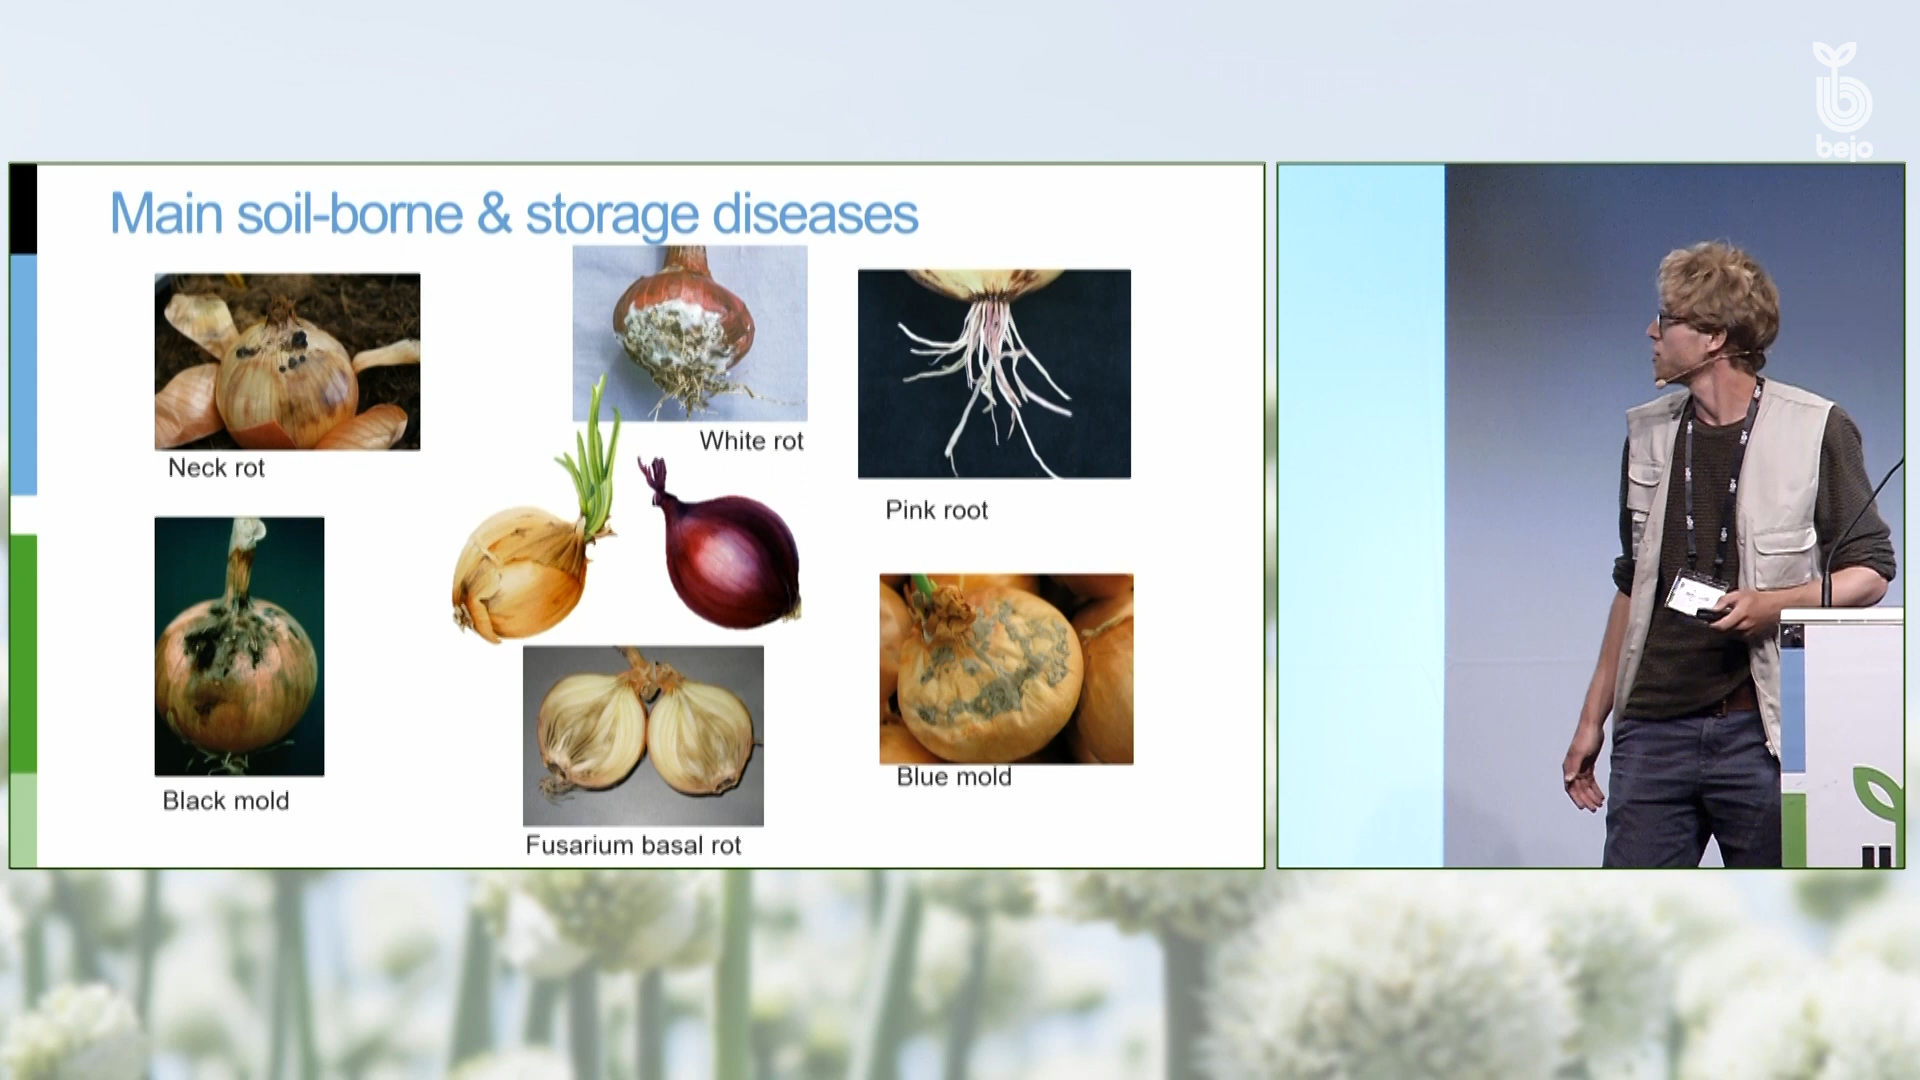 bejo
Main soil-borne & storage diseases
Neck rot
White rot
Pink root
Black mold
Fusarium basal rot
Blue mold